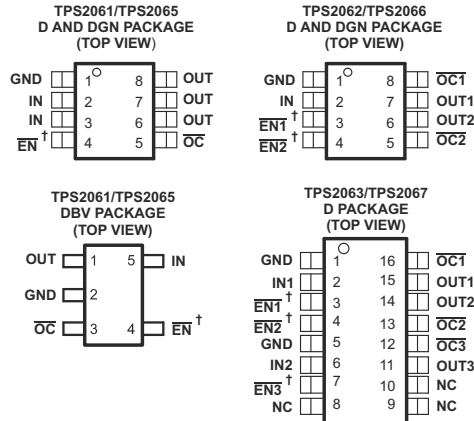 TPS2061/TPS2065
D AND DGN PACKAGE
(TOP VIEW)
GND 1 8 OUT
IN 2 7 OUT
IN 3 6 OUT
EN † 4 5 OC
TPS2062/TPS2066
D AND DGN PACKAGE
(TOP VIEW)
GND 1 8 OC1
IN 2 7 OUT1
EN1 † 3 6 OUT2
EN2 † 4 5 OC2
TPS2061/TPS2065
DBV PACKAGE
(TOP VIEW)
OUT 1 5 IN
GND 2
OC 3 4 EN †
TPS2063/TPS2067
D PACKAGE
(TOP VIEW)
GND 1 16 OC1
IN1 2 15 OUT1
EN1 † 3 14 OUT2
EN2 † 4 13 OC2
GND 5 12 OC3
IN2 6 11 OUT3
EN3 † 7 10 NC
NC 8 9 NC